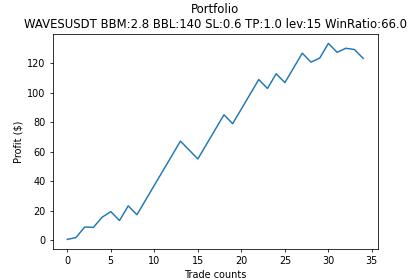 Portfolio
WAVESUSDT BBM:2.8 BBL:140 SL:0.6 TP:1.0 lev:15 WinRatio:66.0
Profit ($)
120
100
80
60
40
20
0
0 5 10 15 20 25 30 35
Trade counts